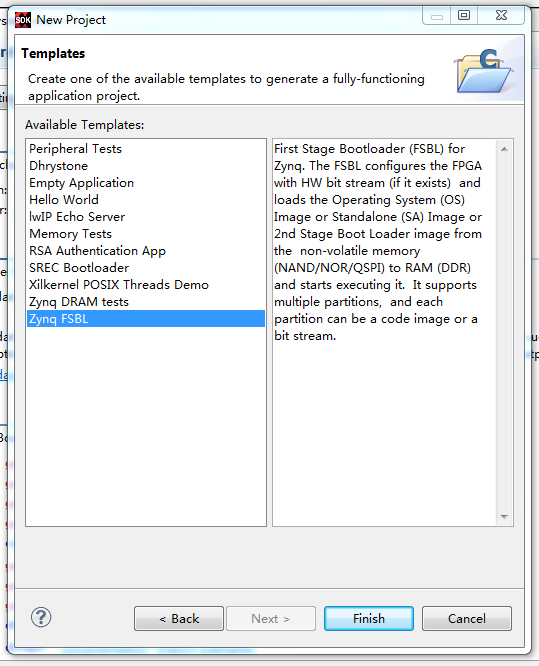 SDK New Project
Templates
Create one of the available templates to generate a fully-functioning
application project.
Available Templates:
Peripheral Tests
Dhrystone
Empty Application
Hello World
lwIP Echo Server
Memory Tests
RSA Authentication App
SREC Bootloader
Xilkernel POSIX Threads Demo
Zynq DRAM tests
Zynq FSBL
First Stage Bootloader (FSBL) for
Zynq. The FSBL configures the FPGA
with HW bit stream (if it exists)  and
loads the Operating System (OS)
Image or Standalone (SA) Image or
2nd Stage Boot Loader image from
the  non-volatile memory
(NAND/NOR/QSPI) to RAM (DDR)
and starts executing it.  It supports
multiple partitions,  and each
partition can be a code image or a
bit stream.
?
< Back
Next >
Finish
Cancel